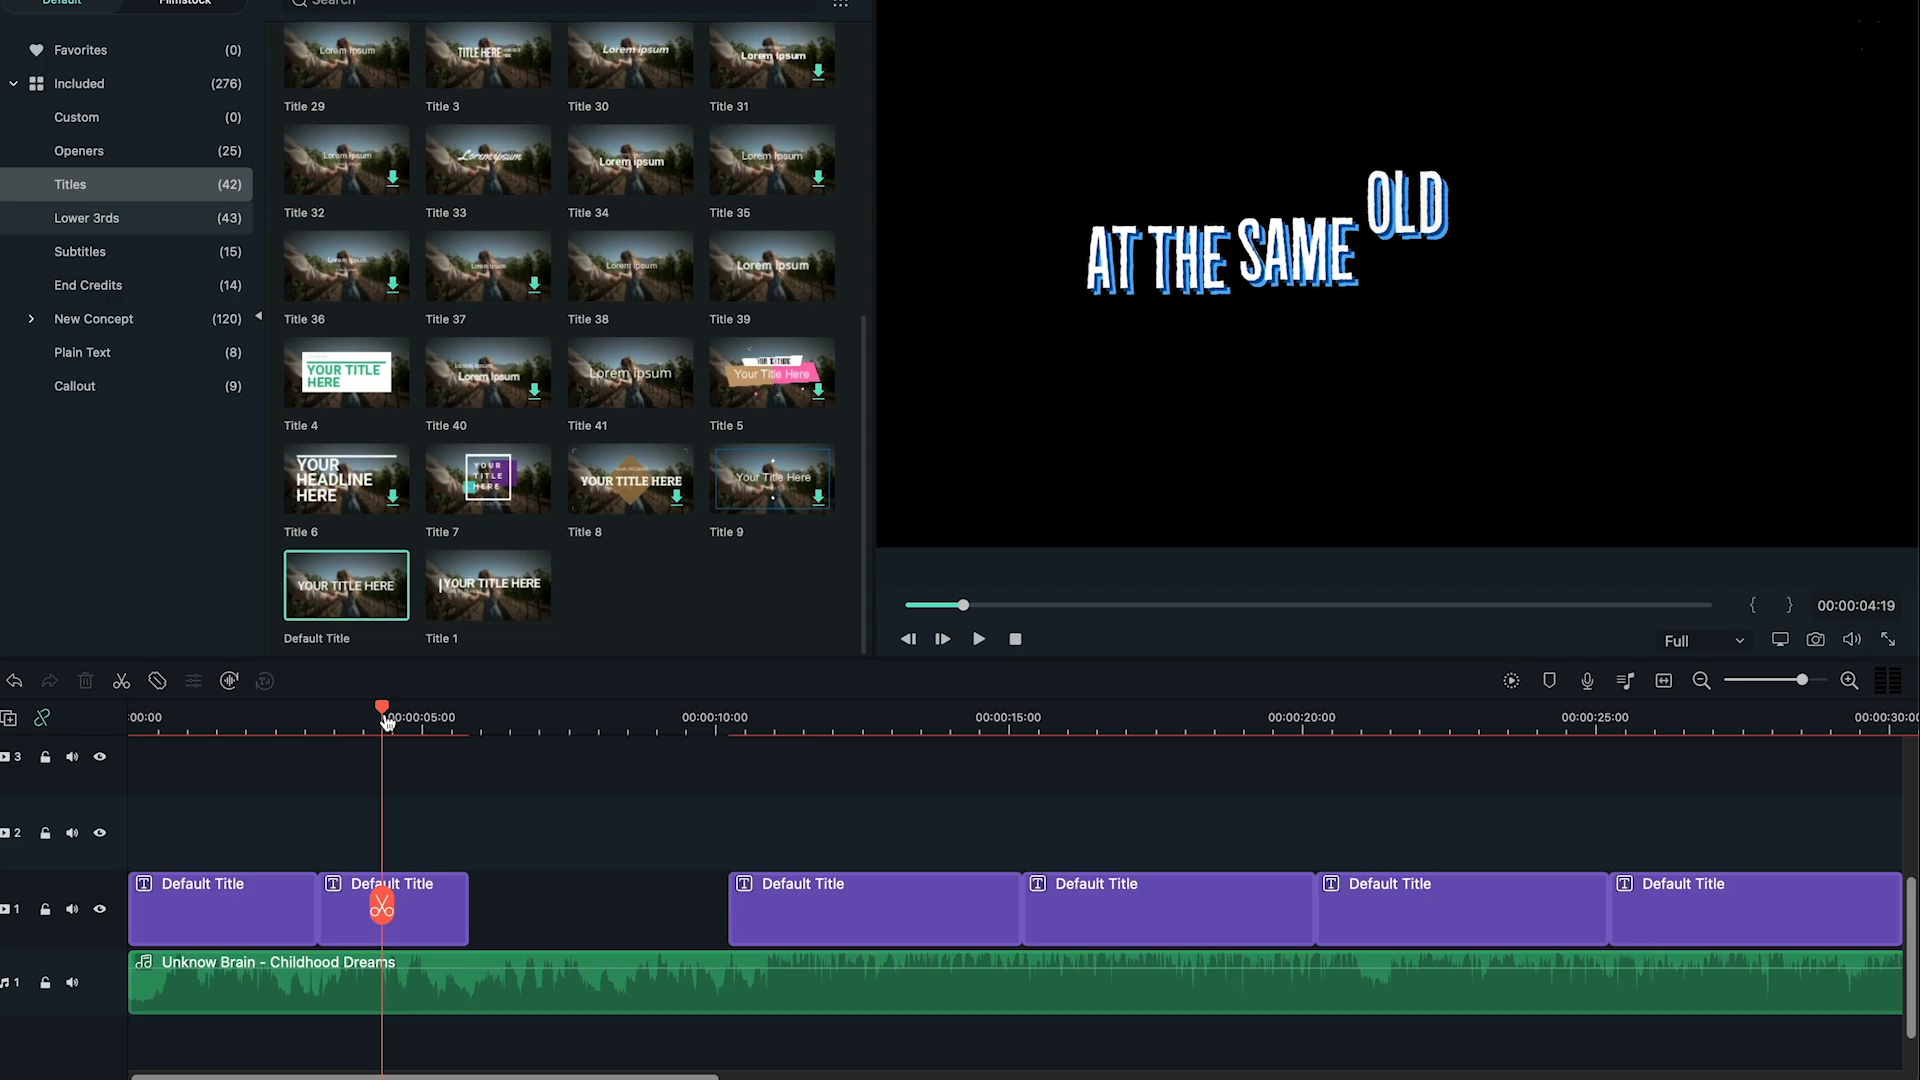 Default
Filmstock
Search
Favorites (0)
Included (276)
Custom (0)
Openers (25)
Titles (42)
Lower 3rds (43)
Subtitles (15)
End Credits (14)
New Concept (120)
Plain Text (8)
Callout (9)
Lorem Ipsum
TITLE HERE
Lorem ipsum
Lorem ipsum
Title 29
Title 3
Title 30
Title 31
Lorem ipsum
Lorem ipsum
Lorem ipsum
Lorem ipsum
Title 32
Title 33
Title 34
Title 35
Lorem ipsum
Lorem ipsum
Lorem ipsum
Lorem ipsum
Title 36
Title 37
Title 38
Title 39
YOUR TITLE
HERE
Lorem ipsum
Lorem ipsum
Your Title Here
Title 4
Title 40
Title 41
Title 5
YOUR
HEADLINE
HERE
YOUR
TITLE
HERE
YOUR TITLE HERE
Your Title Here
Title 6
Title 7
Title 8
Title 9
YOUR TITLE HERE
YOUR TITLE HERE
Default Title
Title 1
AT THE SAME OLD
{ } 00:00:04:19
Full
:00:00
00:00:05:00
00:00:10:00
00:00:15:00
00:00:20:00
00:00:25:00
00:00:30:00
3
2
1
Default Title
Default Title
Default Title
Default Title
Default Title
Default Title
1
Unknow Brain - Childhood Dreams